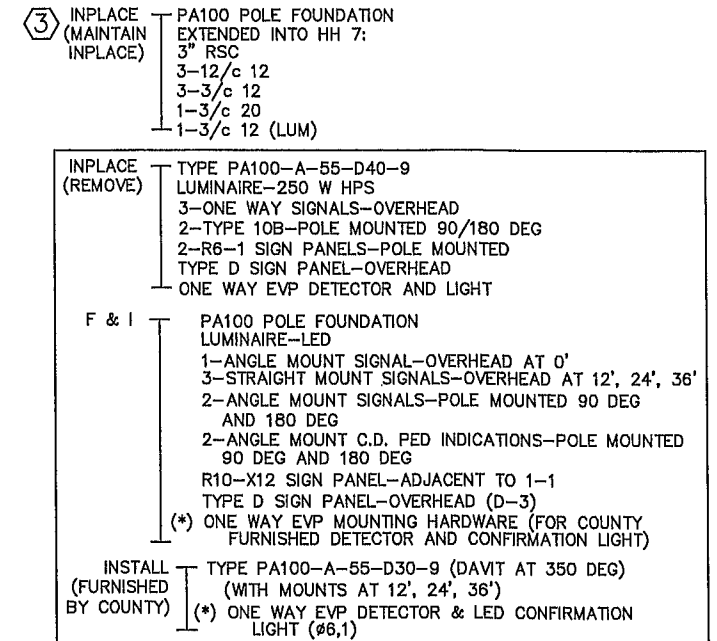 3 INPLACE PA100 POLE FOUNDATION
(MAINTAIN EXTENDED INTO HH 7:
INPLACE) 3" RSC
3-12/c 12
3-3/c 12
1-3/c 20
1-3/c 12 (LUM)
INPLACE TYPE PA100-A-55-D40-9
(REMOVE) LUMINAIRE-250 W HPS
3-ONE WAY SIGNALS-OVERHEAD
2-TYPE 10B-POLE MOUNTED 90/180 DEG
2-R6-1 SIGN PANELS-POLE MOUNTED
TYPE D SIGN PANEL-OVERHEAD
ONE WAY EVP DETECTOR AND LIGHT
F & I PA100 POLE FOUNDATION
LUMINAIRE-LED
1-ANGLE MOUNT SIGNAL-OVERHEAD AT 0'
3-STRAIGHT MOUNT SIGNALS-OVERHEAD AT 12', 24', 36'
2-ANGLE MOUNT SIGNALS-POLE MOUNTED 90 DEG
AND 180 DEG
2-ANGLE MOUNT C.D. PED INDICATIONS-POLE MOUNTED
90 DEG AND 180 DEG
R10-X12 SIGN PANEL-ADJACENT TO 1-1
TYPE D SIGN PANEL-OVERHEAD (D-3)
(*) ONE WAY EVP MOUNTING HARDWARE (FOR COUNTY
FURNISHED DETECTOR AND CONFIRMATION LIGHT)
INSTALL TYPE PA100-A-55-D30-9 (DAVIT AT 350 DEG)
(FURNISHED (WITH MOUNTS AT 12', 24', 36')
BY COUNTY) (*) ONE WAY EVP DETECTOR & LED CONFIRMATION
LIGHT (ø6,1)